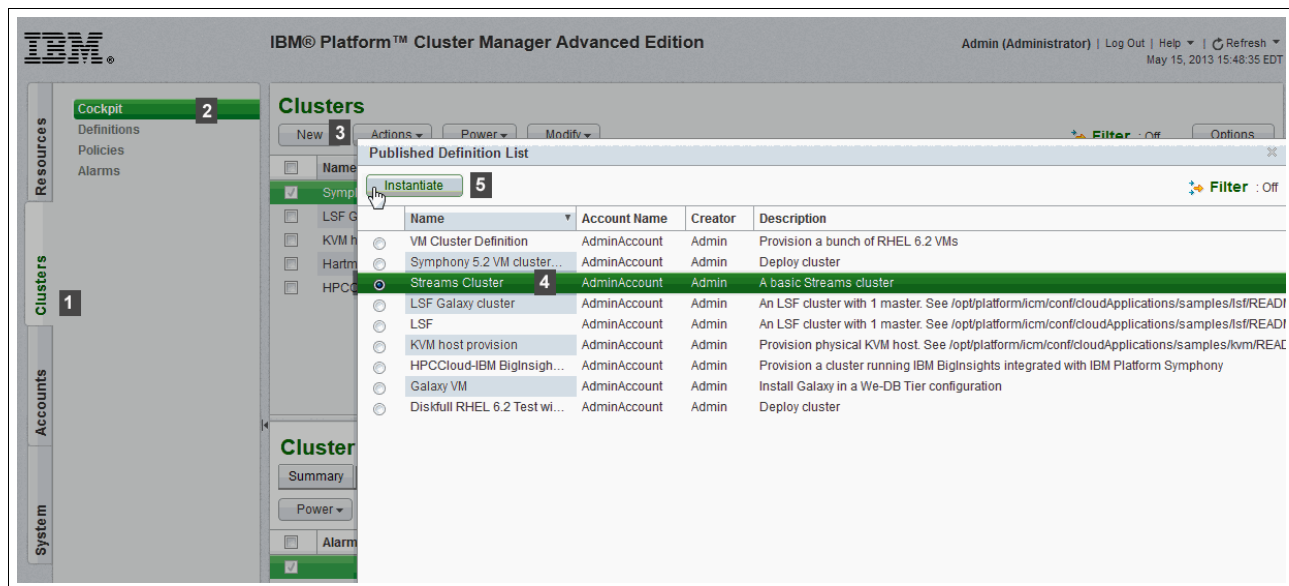 IBM®
IBM® Platform™ Cluster Manager Advanced Edition
Admin (Administrator) | Log Out | Help | Refresh
May 15, 2013 15:48:35 EDT
Resources
Clusters
Accounts
System
1
Cockpit 2
Definitions
Policies
Alarms
Clusters
New 3 Actions Power Modify Filter : Off Options
Name
LSF G
KVM h
Hartm
HPCC
Published Definition List
Instantiate 5 Filter : Off
Name Account Name Creator Description
VM Cluster Definition AdminAccount Admin Provision a bunch of RHEL 6.2 VMs
Symphony 5.2 VM cluster... AdminAccount Admin Deploy cluster
Streams Cluster 4 AdminAccount Admin A basic Streams cluster
LSF Galaxy cluster AdminAccount Admin An LSF cluster with 1 master. See /opt/platform/icm/conf/cloudApplications/samples/lsf/READ
LSF AdminAccount Admin An LSF cluster with 1 master. See /opt/platform/icm/conf/cloudApplications/samples/lsf/READ
KVM host provision AdminAccount Admin Provision physical KVM host. See /opt/platform/icm/conf/cloudApplications/samples/kvm/READ
HPCCloud-IBM BigInsigh... AdminAccount Admin Provision a cluster running IBM BigInsights integrated with IBM Platform Symphony
Galaxy VM AdminAccount Admin Install Galaxy in a We-DB Tier configuration
Diskfull RHEL 6.2 Test wi... AdminAccount Admin Deploy cluster
Cluster
Summary
Power
Alarm